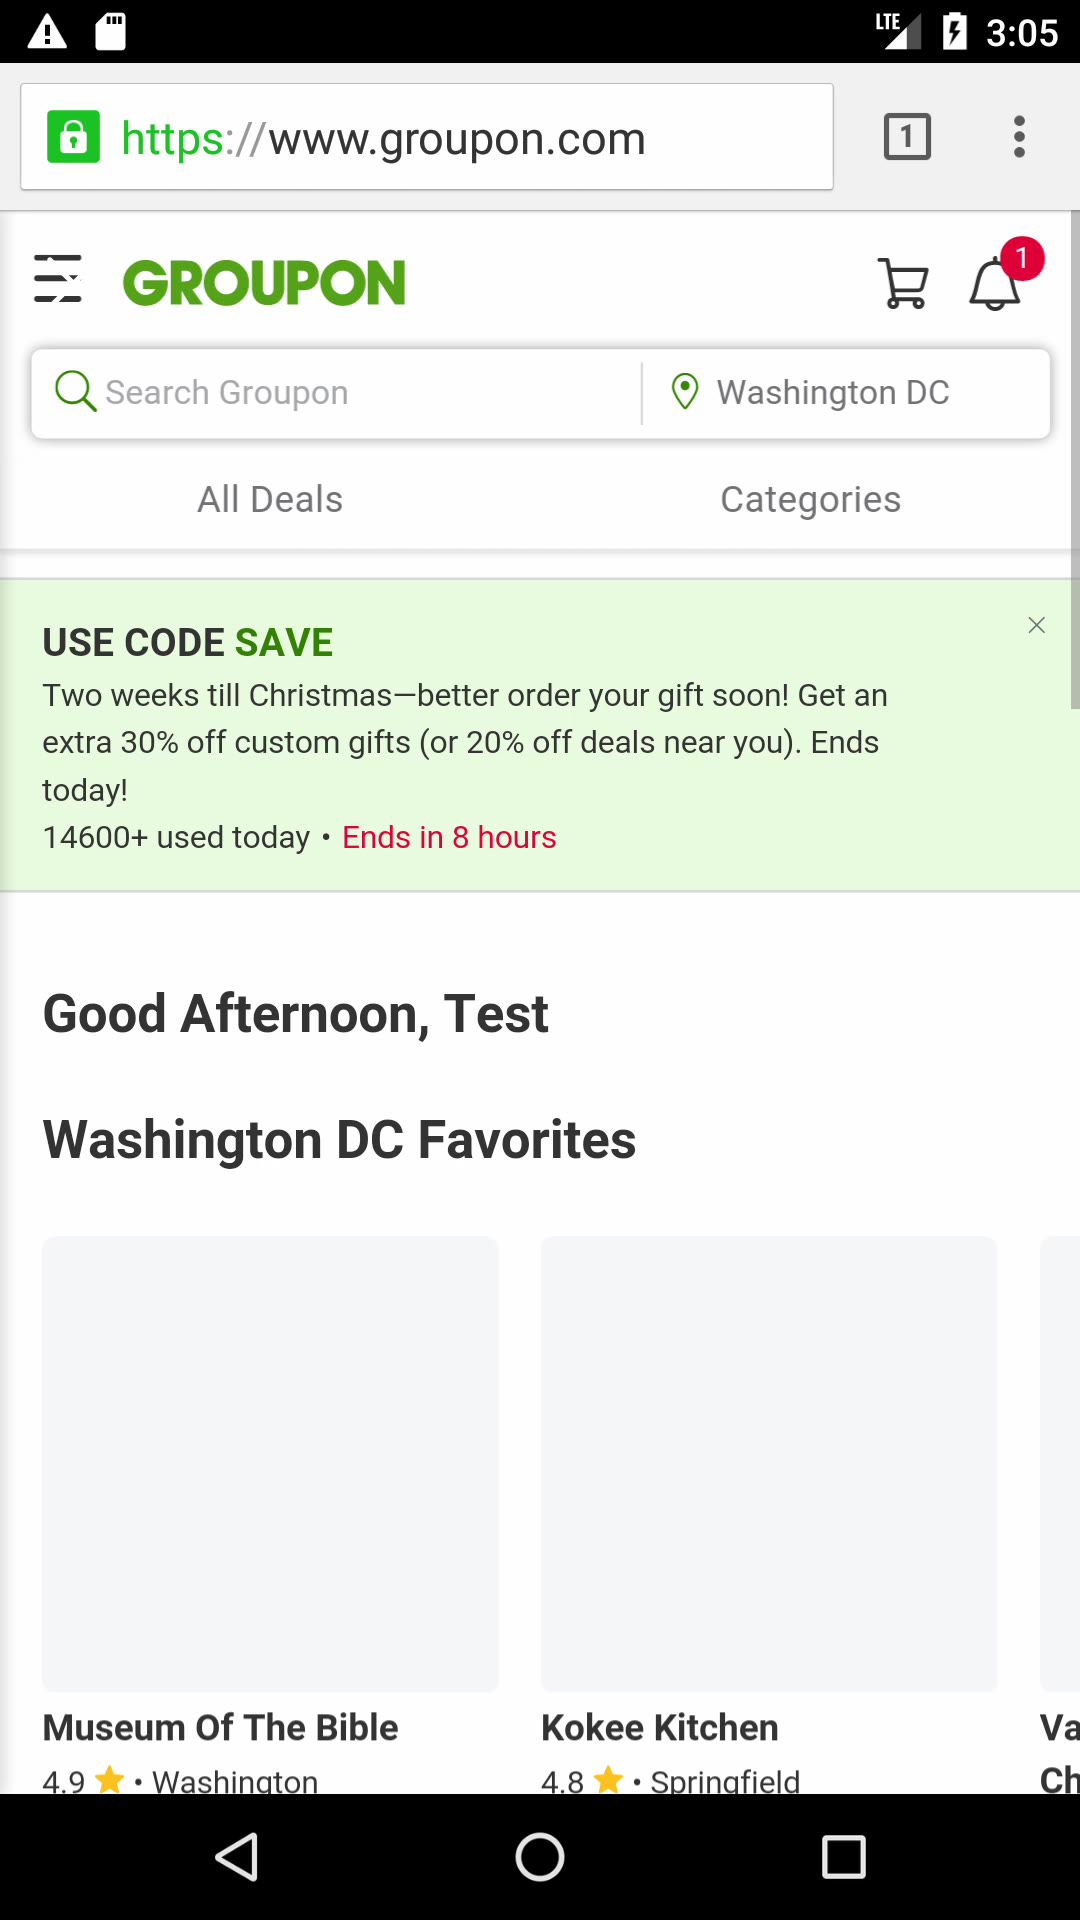 LTE 3:05
https://www.groupon.com 1
GROUPON 1
Search Groupon Washington DC
All Deals Categories
USE CODE SAVE
Two weeks till Christmas—better order your gift soon! Get an
extra 30% off custom gifts (or 20% off deals near you). Ends
today!
14600+ used today • Ends in 8 hours
Good Afternoon, Test
Washington DC Favorites
Museum Of The Bible
4.9 ★ • Washington
Kokee Kitchen
4.8 ★ • Springfield
Va
Ch